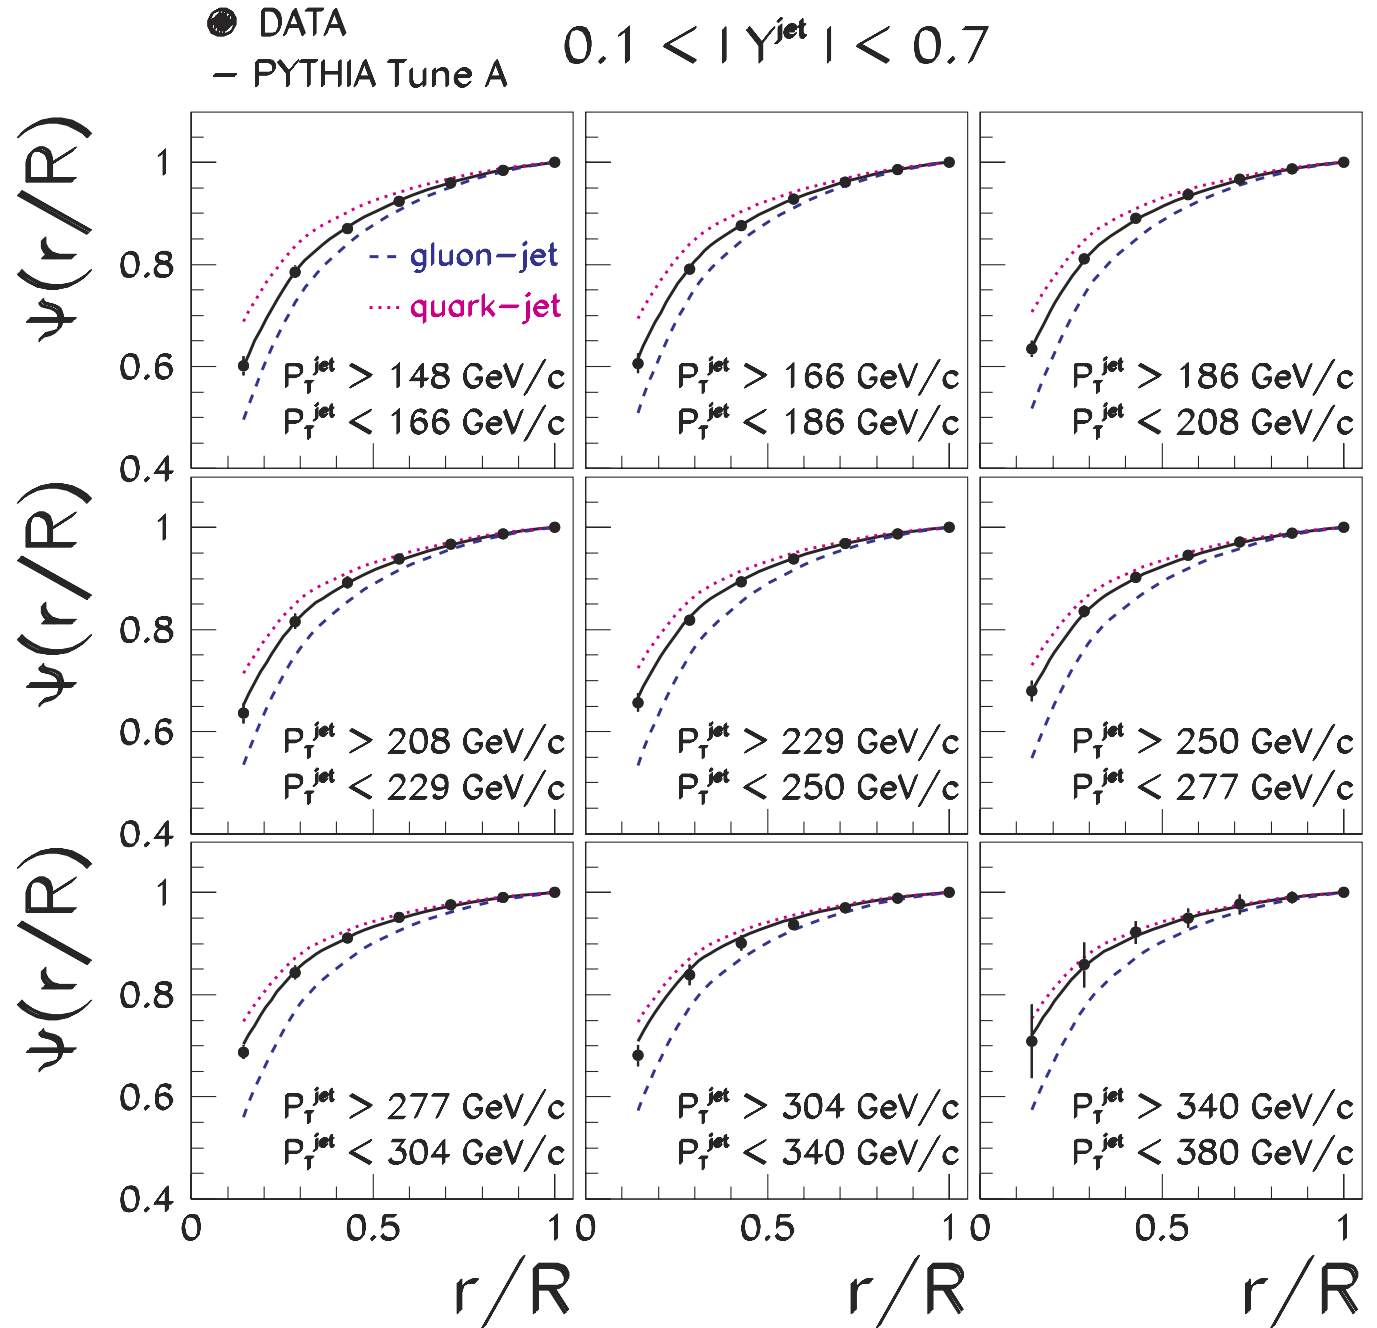 DATA
– PYTHIA Tune A
0.1 < | Y^jet | < 0.7
Ψ(r/R)
1
0.8
0.6
0.4
gluon–jet
quark–jet
P_T^jet > 148 GeV/c
P_T^jet < 166 GeV/c
P_T^jet > 166 GeV/c
P_T^jet < 186 GeV/c
P_T^jet > 186 GeV/c
P_T^jet < 208 GeV/c
Ψ(r/R)
1
0.8
0.6
0.4
P_T^jet > 208 GeV/c
P_T^jet < 229 GeV/c
P_T^jet > 229 GeV/c
P_T^jet < 250 GeV/c
P_T^jet > 250 GeV/c
P_T^jet < 277 GeV/c
Ψ(r/R)
1
0.8
0.6
0.4
P_T^jet > 277 GeV/c
P_T^jet < 304 GeV/c
P_T^jet > 304 GeV/c
P_T^jet < 340 GeV/c
P_T^jet > 340 GeV/c
P_T^jet < 380 GeV/c
0 0.5 1 0 0.5 1 0 0.5 1
r/R r/R r/R